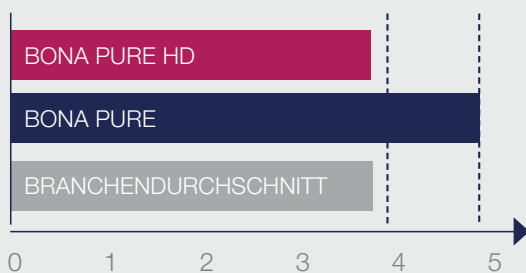 BONA PURE HD
BONA PURE
BRANCHENDURCHSCHNITT
0 1 2 3 4 5